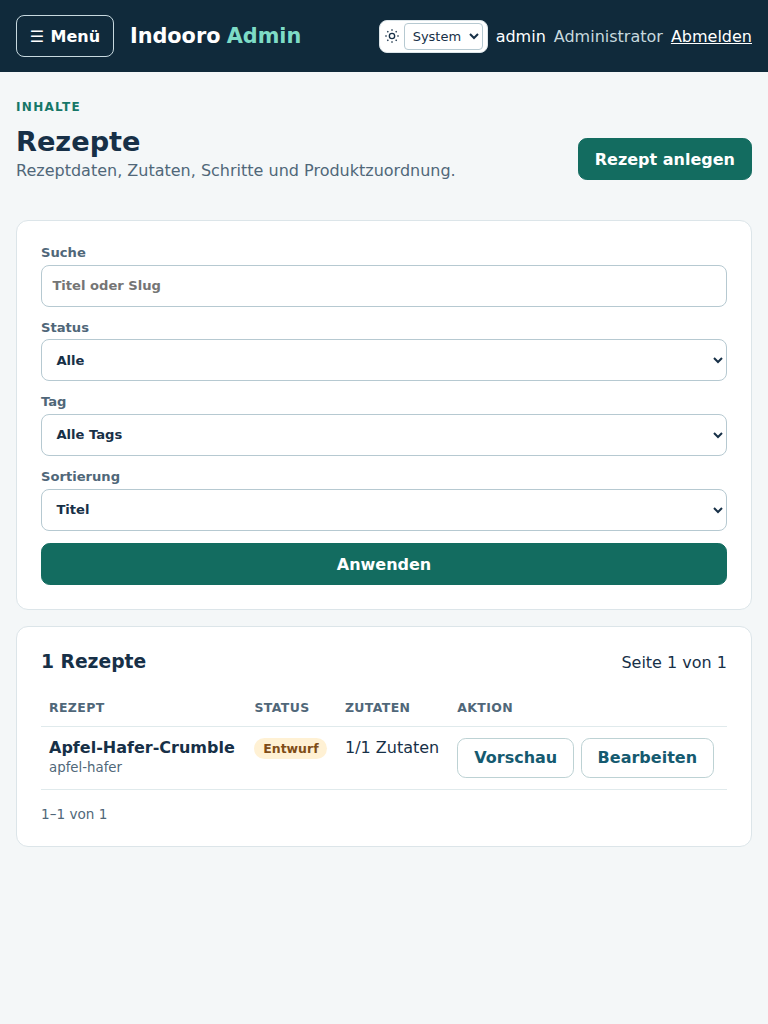 ☰ Menü
Indooro Admin
System
admin Administrator Abmelden
INHALTE
Rezepte
Rezeptdaten, Zutaten, Schritte und Produktzuordnung.
Rezept anlegen
Suche
Titel oder Slug
Status
Alle
Tag
Alle Tags
Sortierung
Titel
Anwenden
1 Rezepte
Seite 1 von 1
REZEPT STATUS ZUTATEN AKTION
Apfel-Hafer-Crumble Entwurf 1/1 Zutaten Vorschau Bearbeiten
apfel-hafer
1–1 von 1